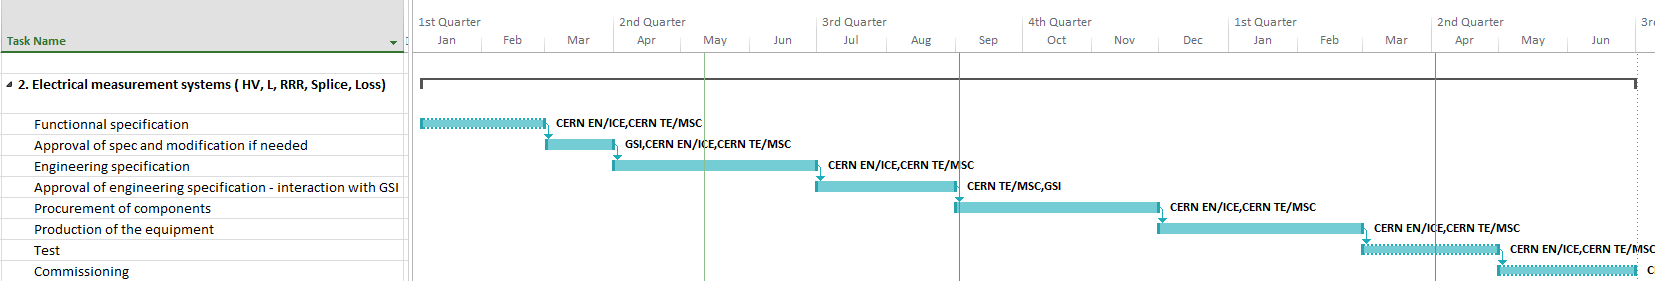 1st Quarter 2nd Quarter 3rd Quarter 4th Quarter 1st Quarter 2nd Quarter 3r
Task Name Jan Feb Mar Apr May Jun Jul Aug Sep Oct Nov Dec Jan Feb Mar Apr May Jun
2. Electrical measurement systems ( HV, L, RRR, Splice, Loss)
Functionnal specification CERN EN/ICE,CERN TE/MSC
Approval of spec and modification if needed GSI,CERN EN/ICE,CERN TE/MSC
Engineering specification CERN EN/ICE,CERN TE/MSC
Approval of engineering specification - interaction with GSI CERN TE/MSC,GSI
Procurement of components CERN EN/ICE,CERN TE/MSC
Production of the equipment CERN EN/ICE,CERN TE/MSC
Test CERN EN/ICE,CERN TE/MSC
Commissioning